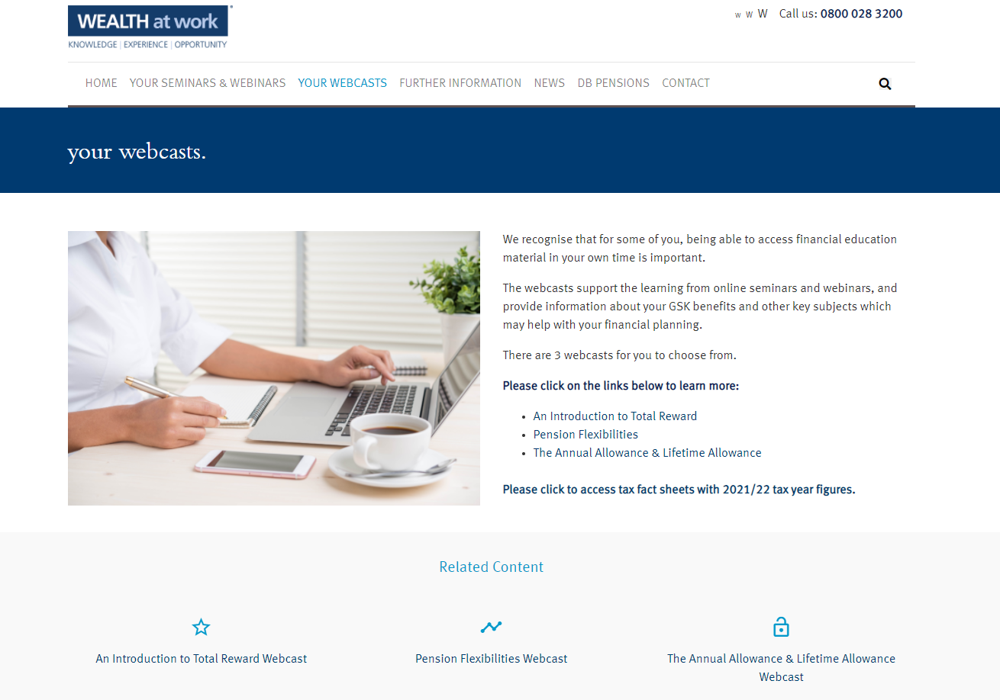 WEALTH at work
KNOWLEDGE | EXPERIENCE | OPPORTUNITY
W W W Call us: 0800 028 3200
HOME YOUR SEMINARS & WEBINARS YOUR WEBCASTS FURTHER INFORMATION NEWS DB PENSIONS CONTACT
your webcasts.
We recognise that for some of you, being able to access financial education
material in your own time is important.
The webcasts support the learning from online seminars and webinars, and
provide information about your GSK benefits and other key subjects which
may help with your financial planning.
There are 3 webcasts for you to choose from.
Please click on the links below to learn more:
• An Introduction to Total Reward
• Pension Flexibilities
• The Annual Allowance & Lifetime Allowance
Please click to access tax fact sheets with 2021/22 tax year figures.
Related Content
An Introduction to Total Reward Webcast
Pension Flexibilities Webcast
The Annual Allowance & Lifetime Allowance
Webcast